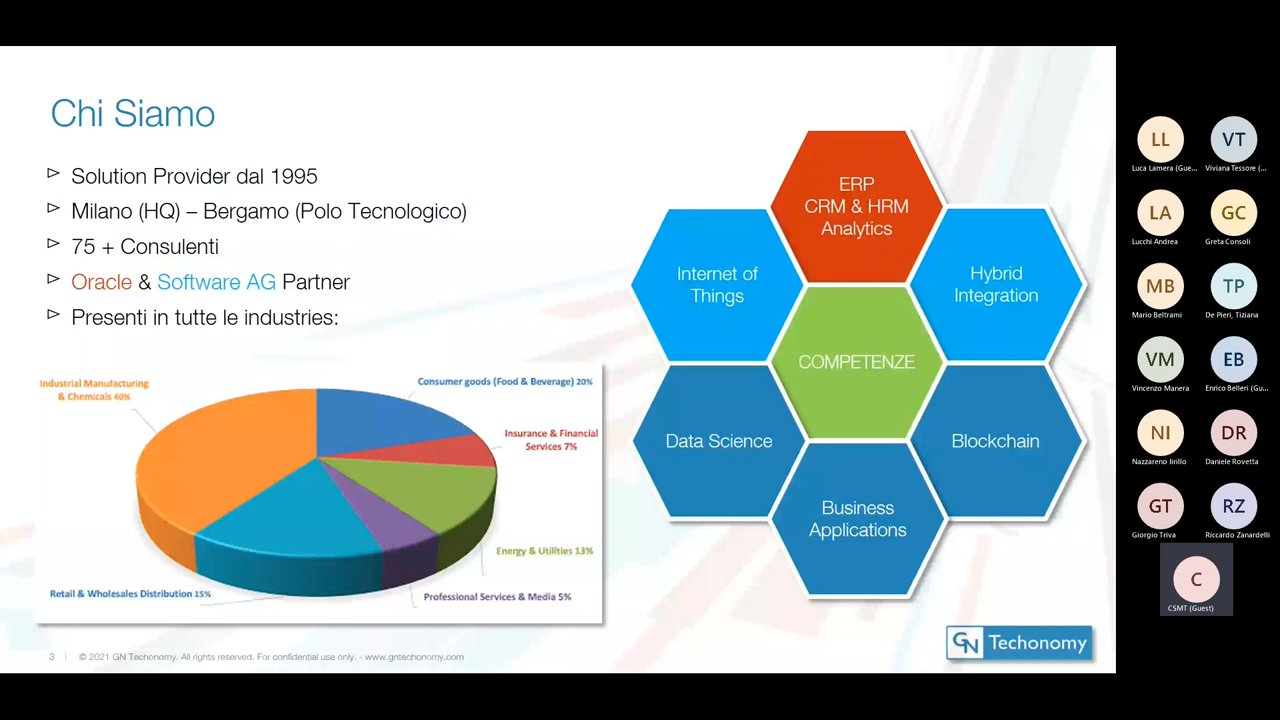 Chi Siamo
Solution Provider dal 1995
Milano (HQ) – Bergamo (Polo Tecnologico)
75 + Consulenti
Oracle & Software AG Partner
Presenti in tutte le industries:
Industrial Manufacturing
& Chemicals 40%
Consumer goods (Food & Beverage) 20%
Insurance & Financial
Services 7%
Energy & Utilities 13%
Professional Services & Media 5%
Retail & Wholesales Distribution 15%
ERP
CRM & HRM
Analytics
Internet of
Things
Hybrid
Integration
COMPETENZE
Data Science
Blockchain
Business
Applications
3 | © 2021 GN Techonomy. All rights reserved. For confidential use only. - www.gntechonomy.com
GN Techonomy
LL
Luca Lamera (Gue...
VT
Viviana Tessore (...
LA
Lucchi Andrea
GC
Greta Consoli
MB
Mario Beltrami
TP
De Pieri, Tiziana
VM
Vincenzo Manera
EB
Enrico Belleri (Gu...
NI
Nazzareno Iirillo
DR
Daniele Rovetta
GT
Giorgio Triva
RZ
Riccardo Zanardelli
C
CSMT (Guest)